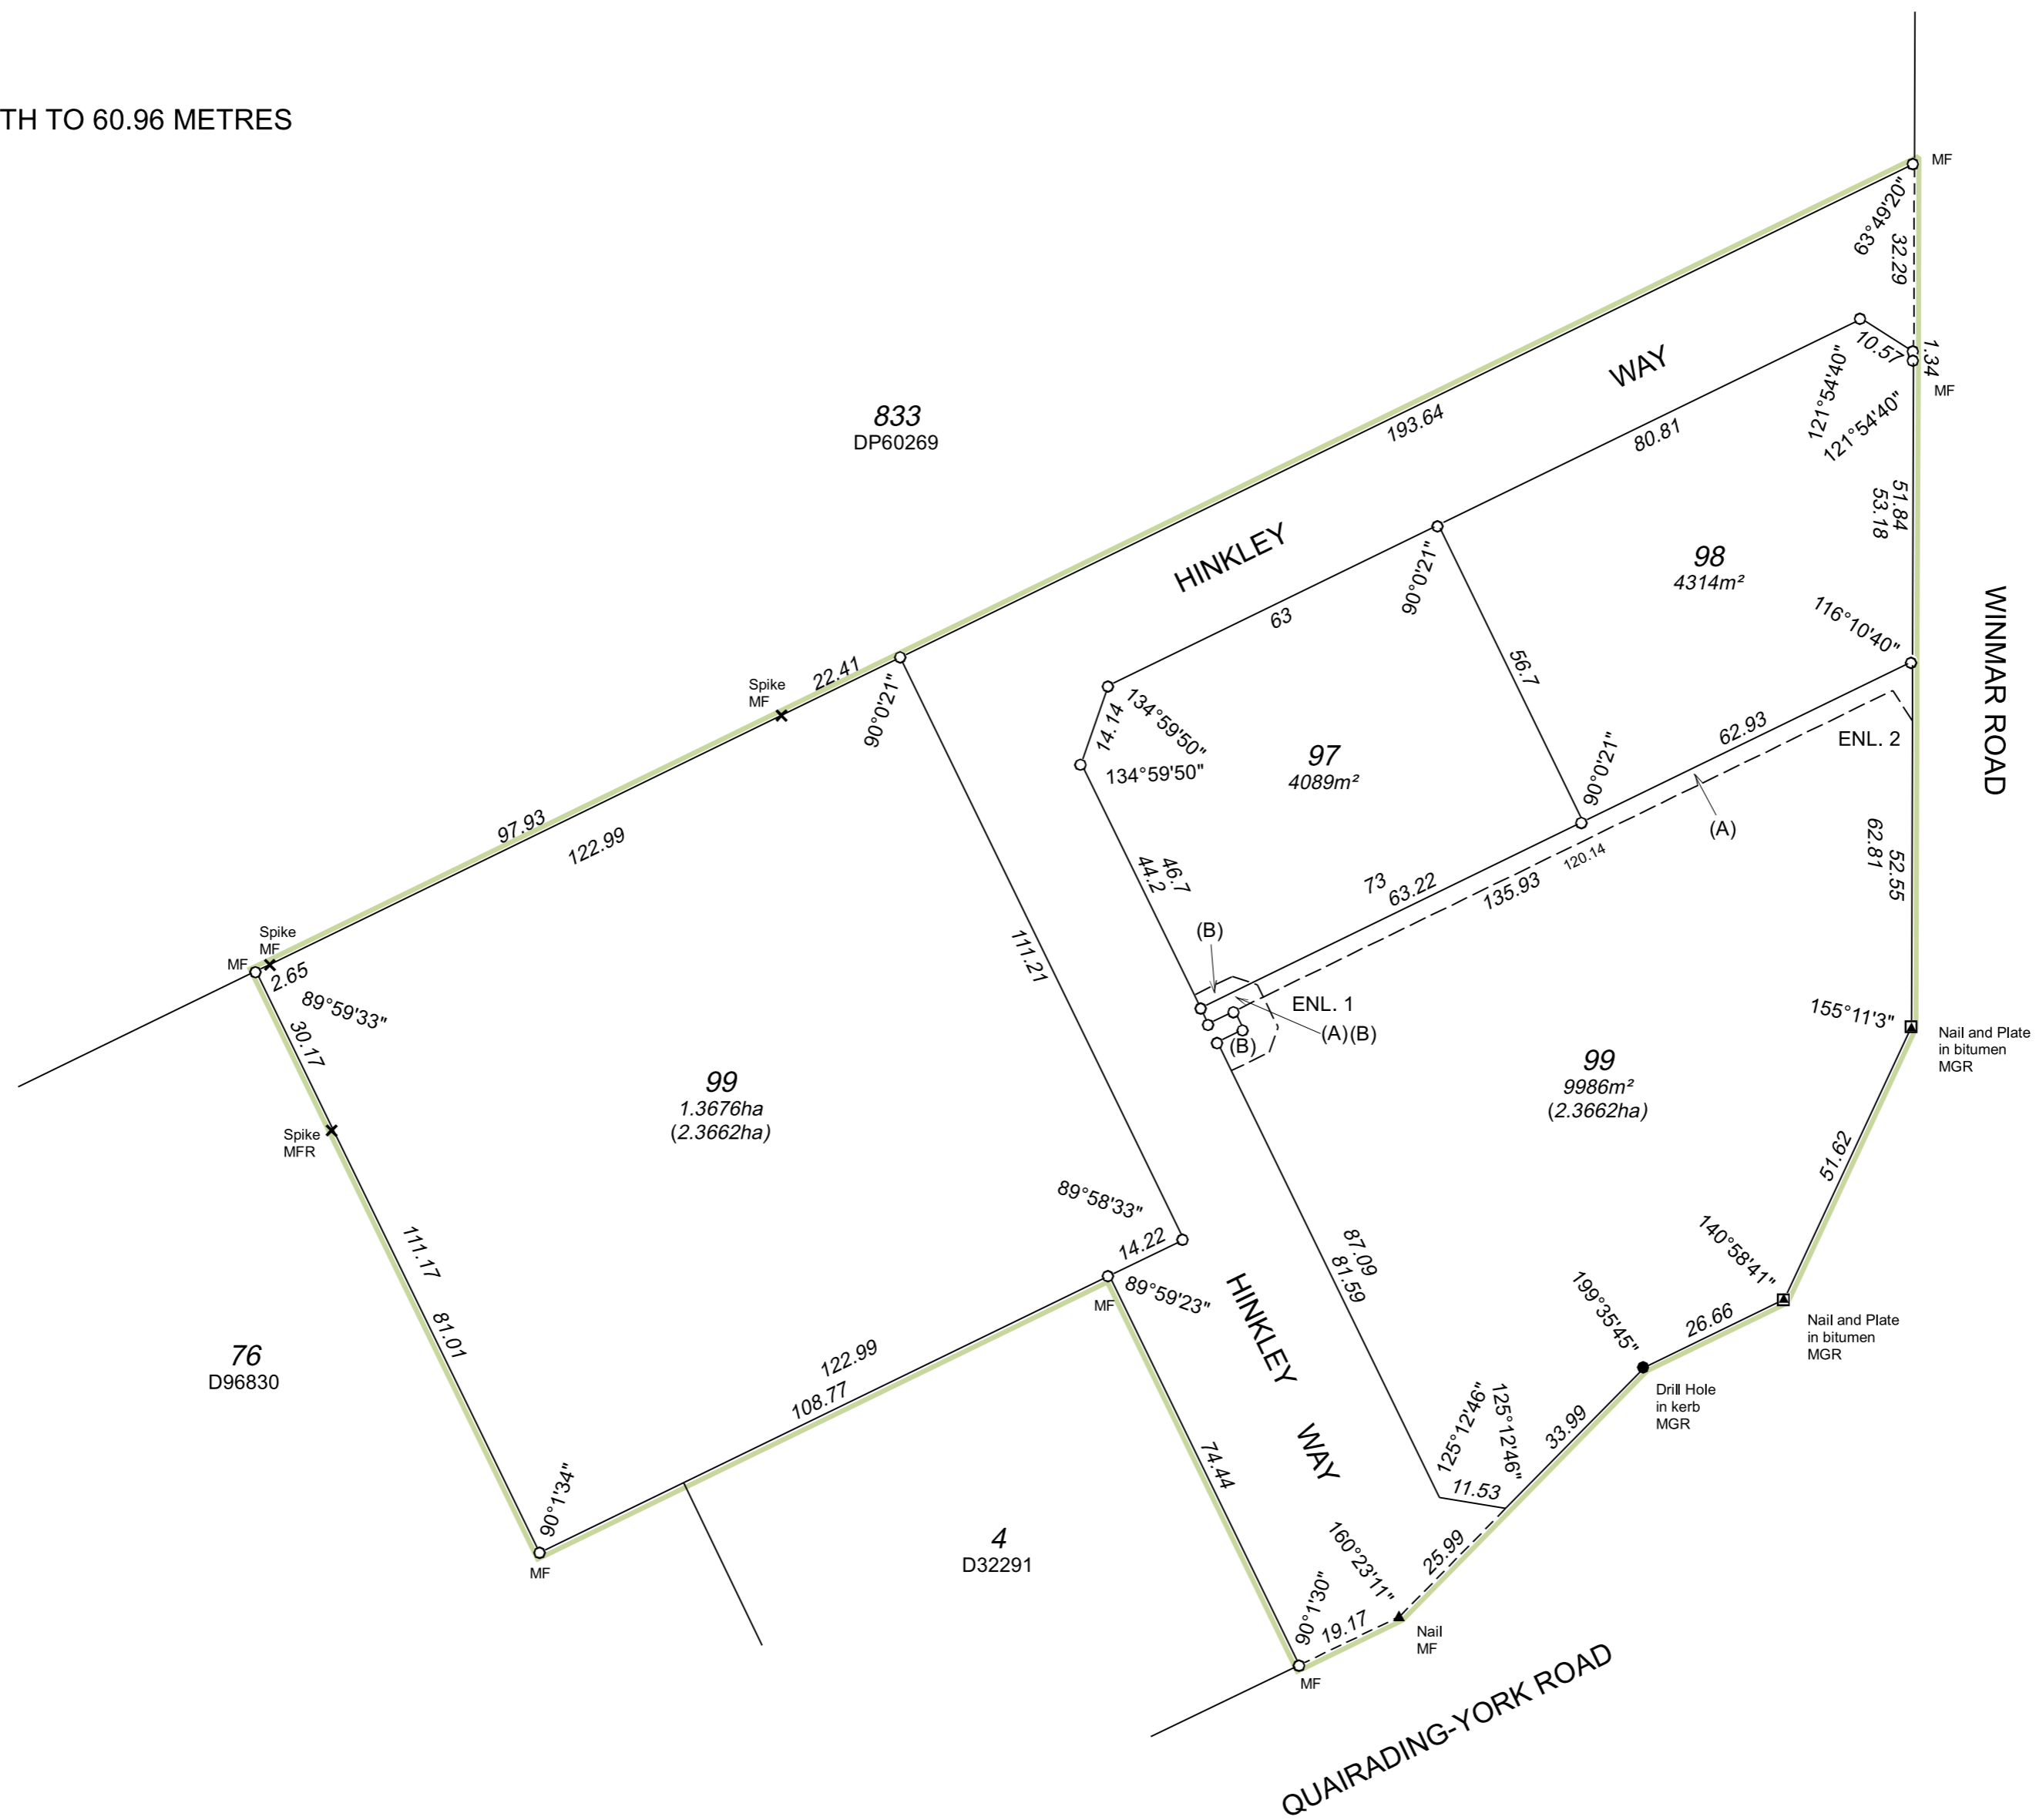 TH TO 60.96 METRES
MF
63°49'20"
32.29
WAY
10.57
1.34
MF
121°54'40"
121°54'40"
833
DP60269
193.64
80.81
51.84
53.18
HINKLEY
90°0'21"
98
4314m²
116°10'40"
WINMAR ROAD
63
56.7
22.41
Spike
MF
90°0'21"
14.14
134°59'50"
134°59'50"
97
4089m²
90°0'21"
62.93
ENL. 2
(A)
97.93
122.99
46.7
44.2
73
63.22
120.14
135.93
62.81
52.55
(B)
Spike
MF
MF
2.65
89°59'33"
111.21
ENL. 1
(A)(B)
(B)
155°11'3"
Nail and Plate
in bitumen
MGR
30.17
99
1.3676ha
(2.3662ha)
99
9986m²
(2.3662ha)
Spike
MFR
51.62
89°58'33"
14.22
111.17
81.01
87.09
81.59
140°58'41"
199°35'45"
89°59'23"
MF
HINKLEY
26.66
Nail and Plate
in bitumen
MGR
76
D96830
122.99
108.77
Drill Hole
in kerb
MGR
74.44
WAY
125°12'46"
125°12'46"
33.99
11.53
90°1'34"
MF
4
D32291
160°23'11"
25.99
90°1'30"
19.17
Nail
MF
MF
QUAIRADING-YORK ROAD